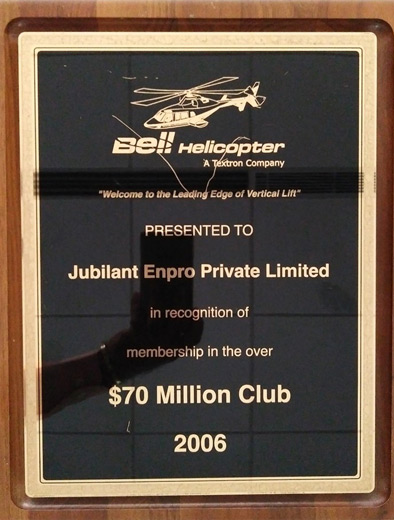 Bell Helicopter
A Textron Company
"Welcome to the Leading Edge of Vertical Lift"
PRESENTED TO
Jubilant Enpro Private Limited
in recognition of
membership in the over
$70 Million Club
2006